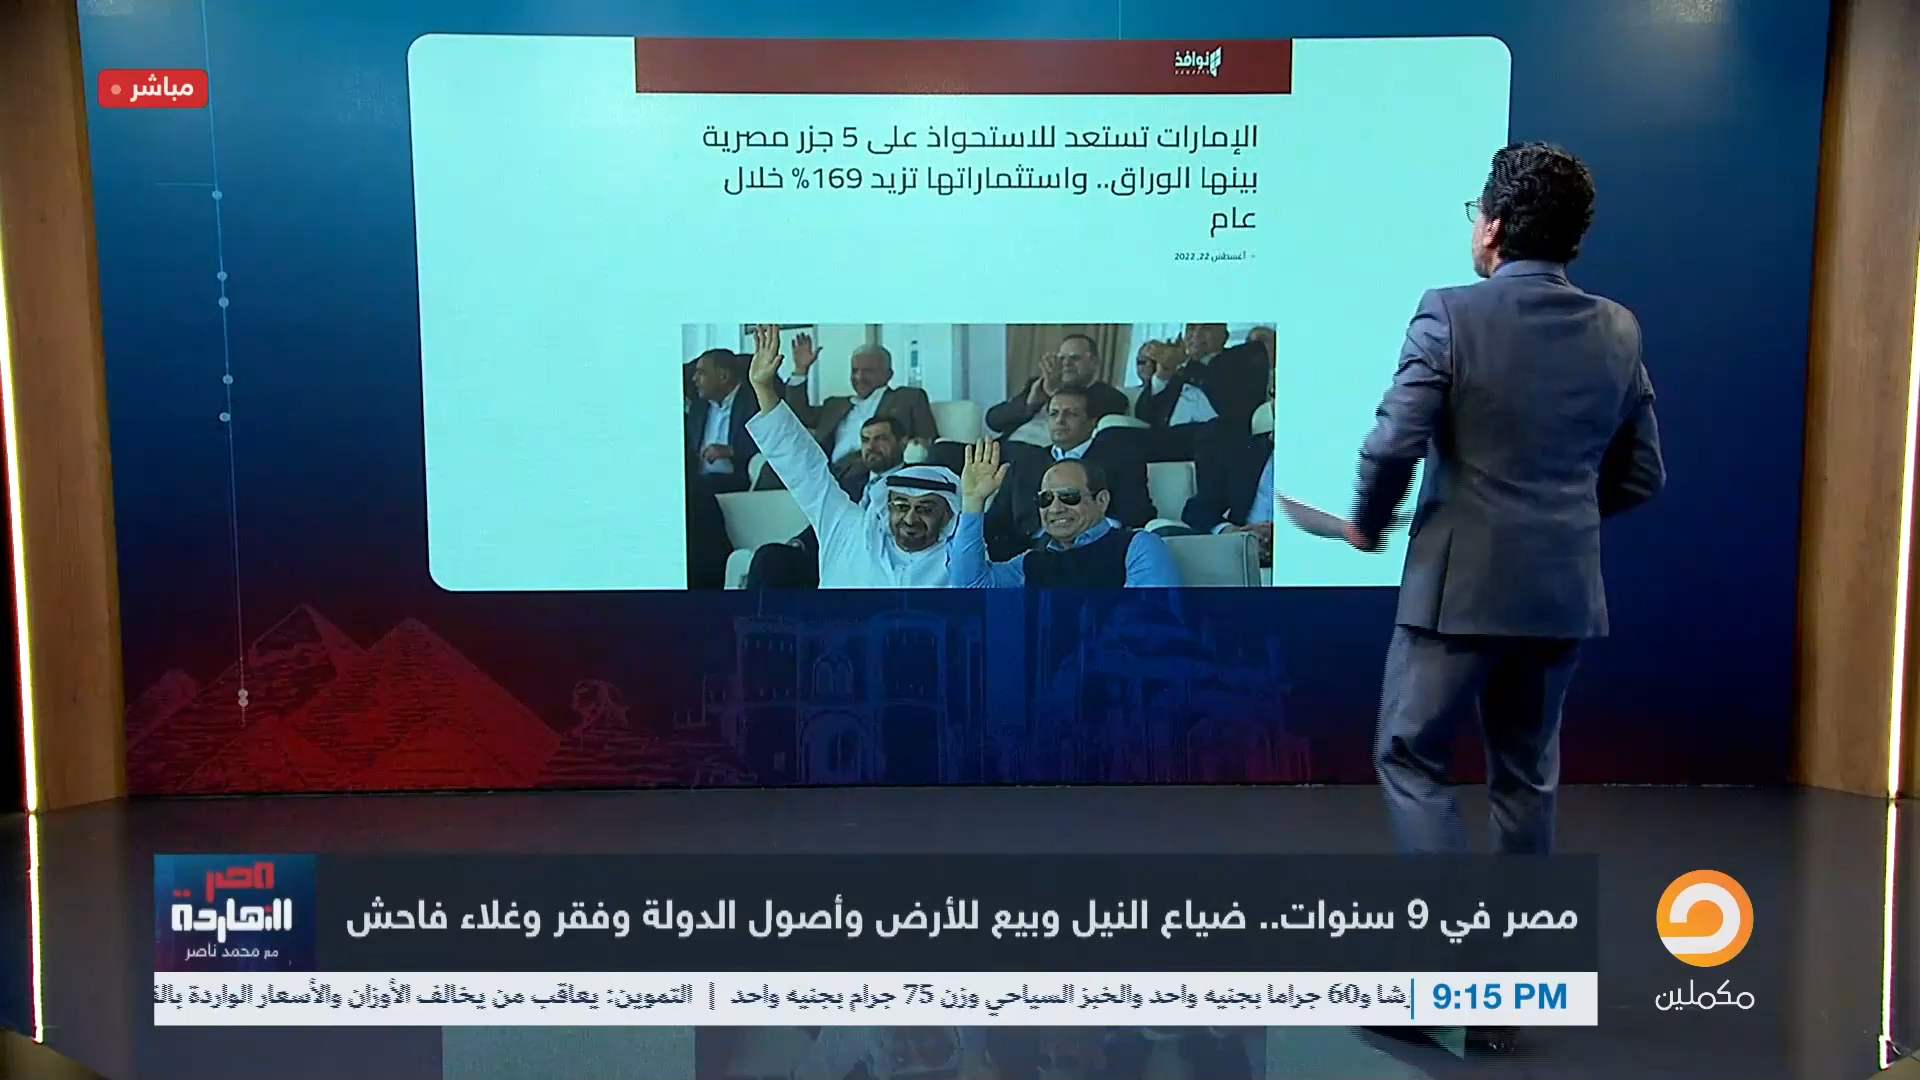 مباشر
نوافذ
الإمارات تستعد للاستحواذ على 5 جزر مصرية
بينها الوراق.. واستثماراتها تزيد 169% خلال
عام
- أغسطس 22, 2022
مصر
النهاردة
مع محمد ناصر
مصر في 9 سنوات.. ضياع النيل وبيع للأرض وأصول الدولة وفقر وغلاء فاحش
9:15 PM
و60 جراما بجنيه واحد والخبز السياحي وزن 75 جرام بجنيه واحد | التموين: يعاقب من يخالف الأوزان والأسعار الواردة
مكملين